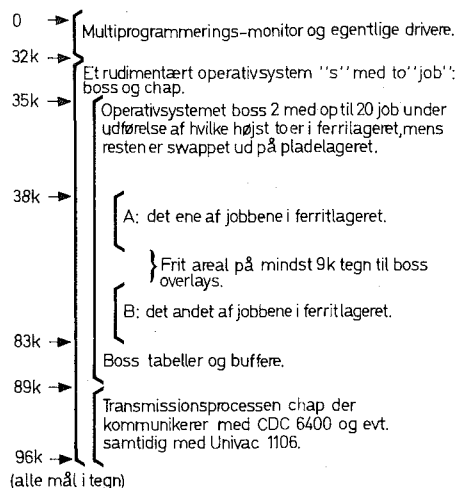 0
Multiprogrammerings-monitor og egentlige drivere.
32k
Et rudimentært operativsystem "s" med to "job":
boss og chap.
35k
Operativsystemet boss 2 med op til 20 job under
udførelse af hvilke højst to er i ferrilageret, mens
resten er swappet ud på pladelageret.
38k
A: det ene af jobbene i ferritlageret.
Frit areal på mindst 9k tegn til boss
overlays.
B: det andet af jobbene i ferritlageret.
83k
Boss tabeller og buffere.
89k
Transmissionsprocessen chap der
kommunikerer med CDC 6400 og evt.
samtidig med Univac 1106.
96k
(alle mål i tegn)